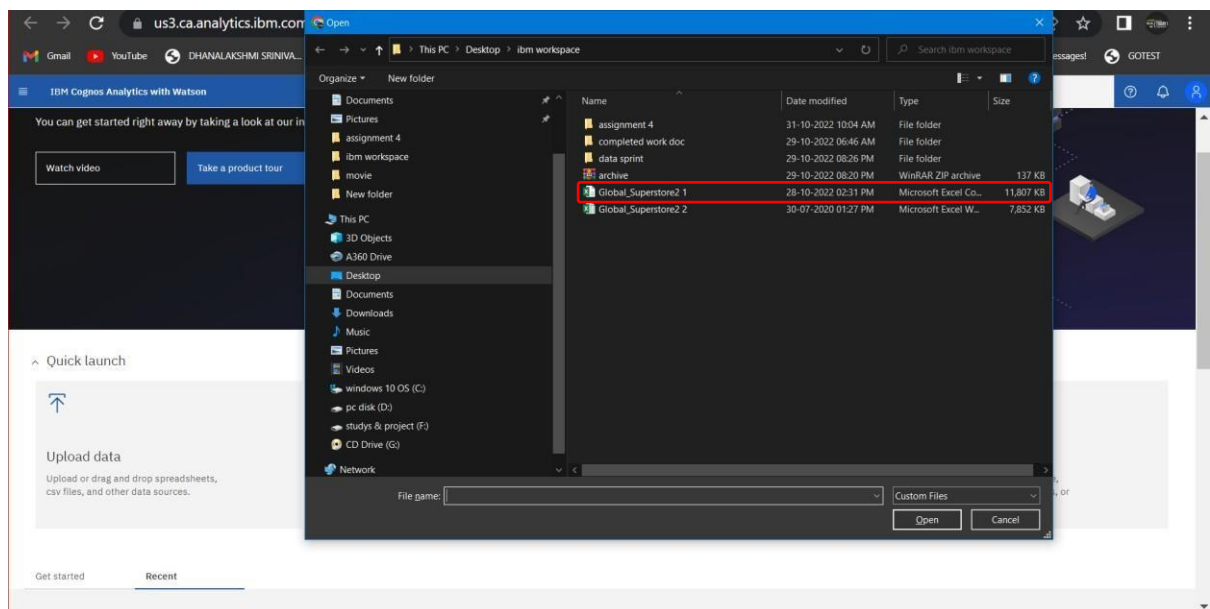 us3.ca.analytics.ibm.com
Open
Gmail
YouTube
DHANALAKSHMI SRINIVA...
This PC > Desktop > ibm workspace
Search ibm workspace
essages!
GOTEST
Organize
New folder
IBM Cognos Analytics with Watson
You can get started right away by taking a look at our in
Watch video
Take a product tour
Documents
Pictures
assignment 4
ibm workspace
movie
New folder
This PC
3D Objects
A360 Drive
Desktop
Documents
Downloads
Music
Pictures
Videos
windows 10 OS (C:)
pc disk (D:)
studys & project (F:)
CD Drive (G:)
Network
Name Date modified Type Size
assignment 4 31-10-2022 10:04 AM File folder
completed work doc 29-10-2022 06:46 AM File folder
data sprint 29-10-2022 08:26 PM File folder
archive 29-10-2022 08:20 PM WinRAR ZIP archive 137 KB
Global_Superstore2 1 28-10-2022 02:31 PM Microsoft Excel Co... 11,807 KB
Global_Superstore2 2 30-07-2020 01:27 PM Microsoft Excel W... 7,852 KB
File name:
Custom Files
Open
Cancel
Quick launch
Upload data
Upload or drag and drop spreadsheets,
csv files, and other data sources.
s, or
Get started
Recent